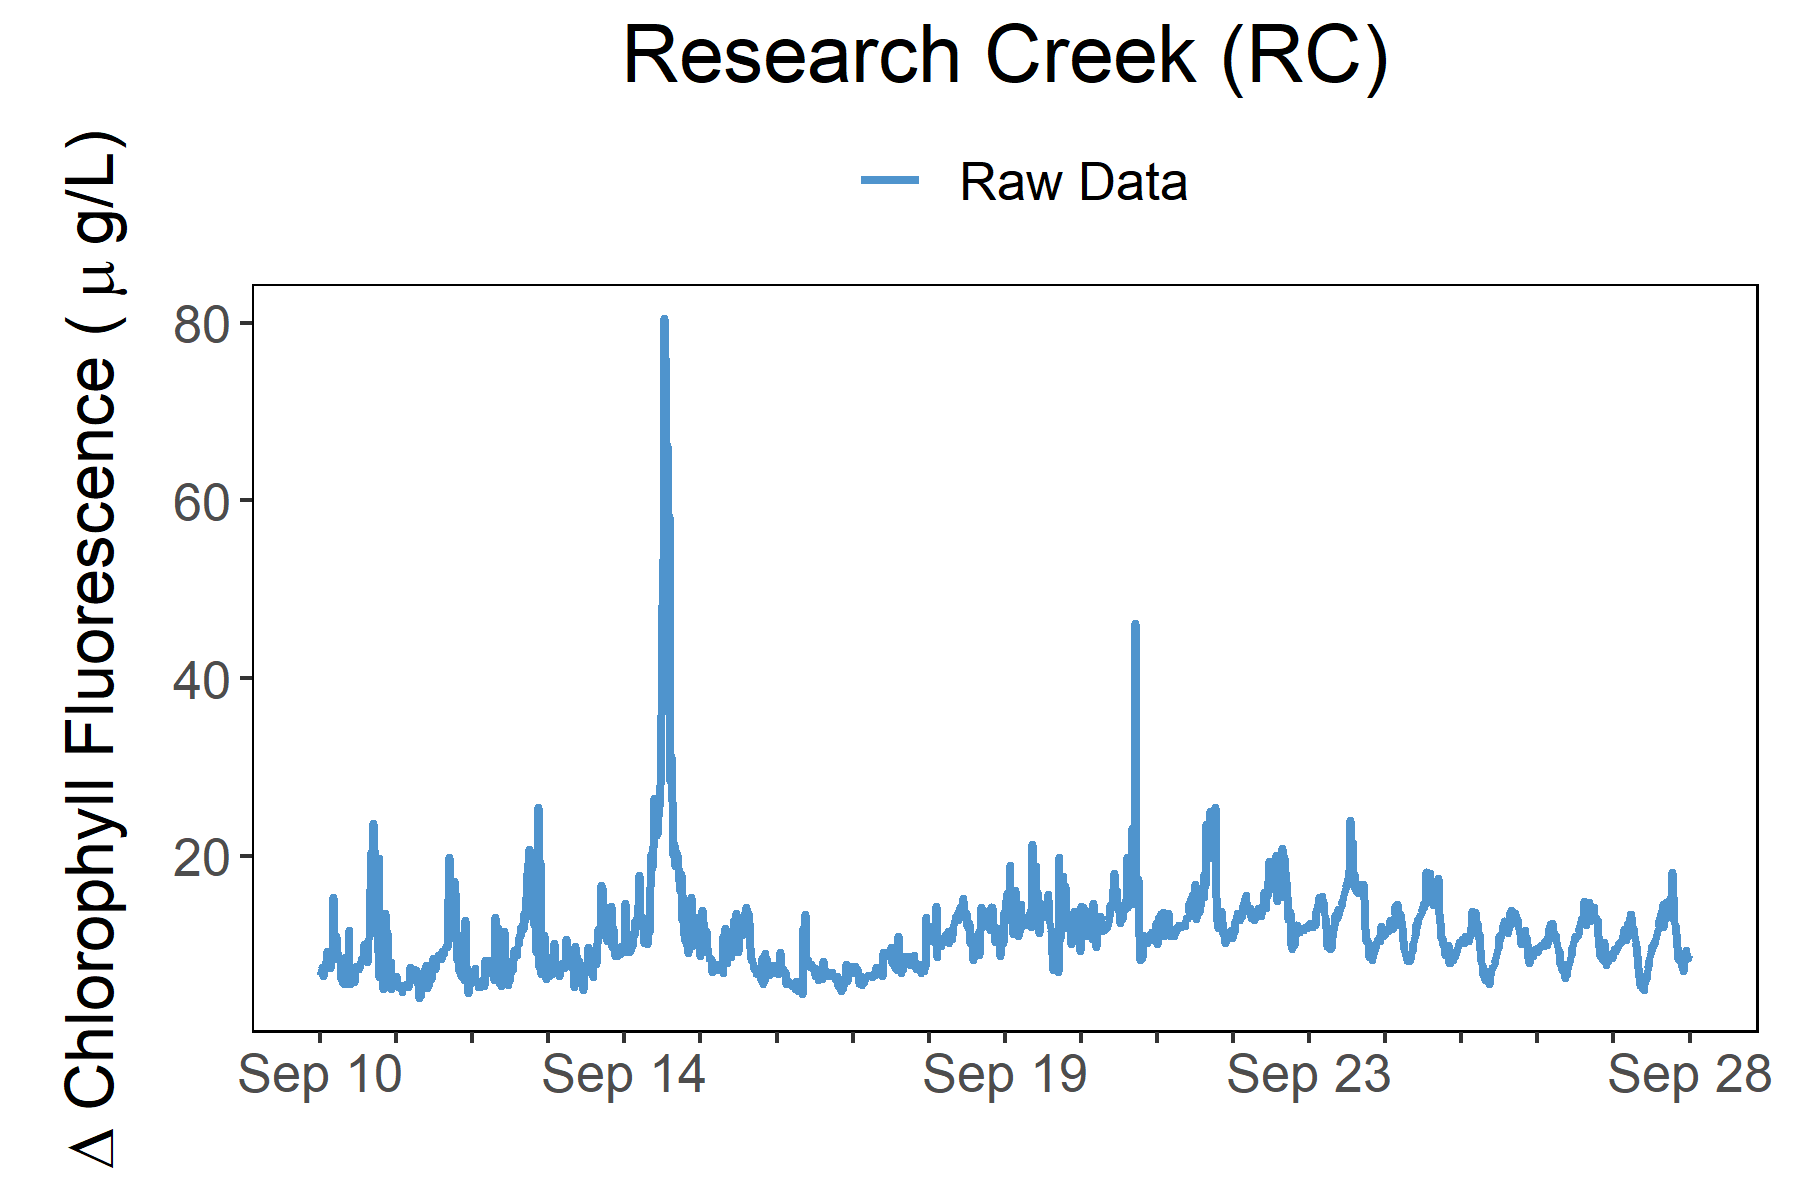 Research Creek (RC)
Raw Data
Δ Chlorophyll Fluorescence ( μ g/L)
80
60
40
20
Sep 10
Sep 14
Sep 19
Sep 23
Sep 28